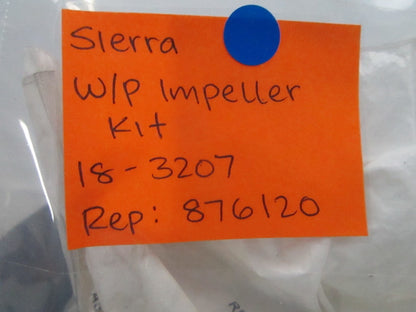 Sierra
W/P Impeller
Kit
18-3207
Rep: 876120